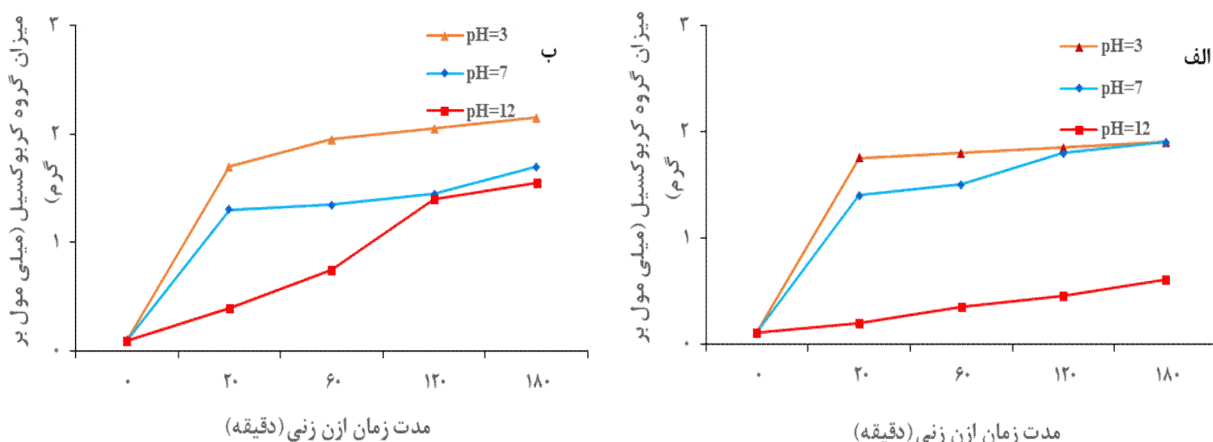 الف
میزان گروه کربوکسیل (میلی مول بر
گرم)
۳
۲
۱
۰
pH=3
pH=7
pH=12
۰ ۲۰ ۶۰ ۱۲۰ ۱۸۰
مدت زمان ازن زنی (دقیقه)
ب
میزان گروه کربوکسیل (میلی مول بر
گرم)
۳
۲
۱
۰
pH=3
pH=7
pH=12
۰ ۲۰ ۶۰ ۱۲۰ ۱۸۰
مدت زمان ازن زنی (دقیقه)